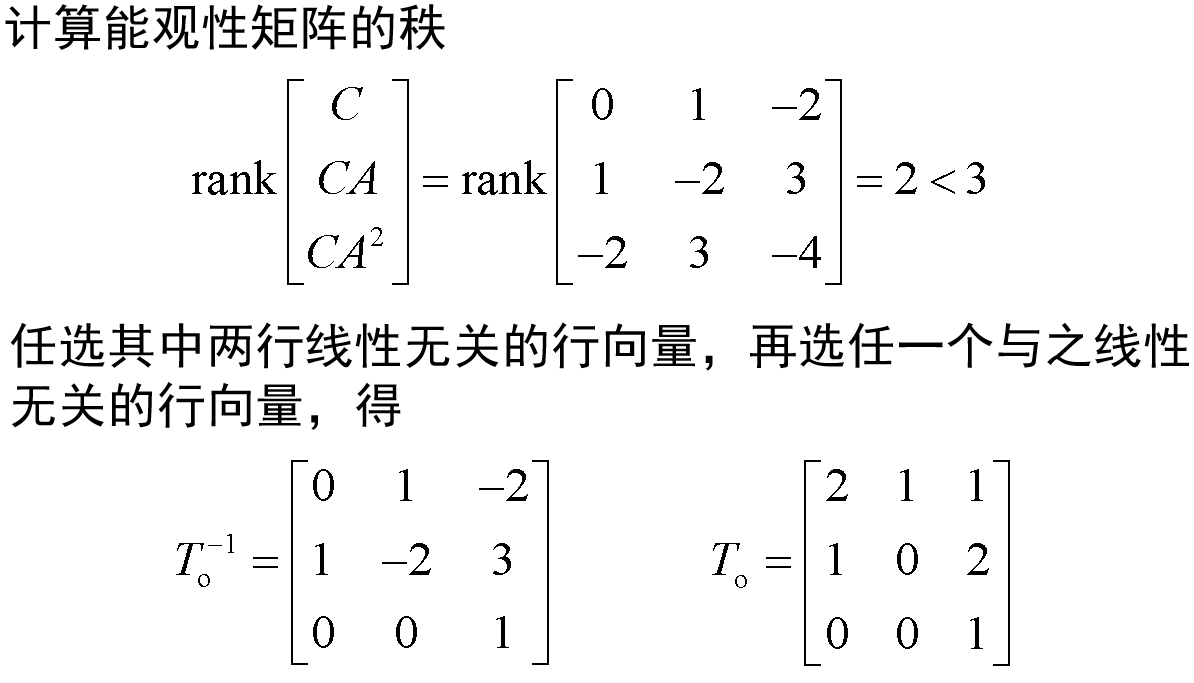 计算能观性矩阵的秩
rank [ C ; CA ; CA² ] = rank [ 0 1 −2 ; 1 −2 3 ; −2 3 −4 ] = 2 < 3
任选其中两行线性无关的行向量，再选任一个与之线性
无关的行向量，得
Tₒ⁻¹ = [ 0 1 −2 ; 1 −2 3 ; 0 0 1 ] Tₒ = [ 2 1 1 ; 1 0 2 ; 0 0 1 ]